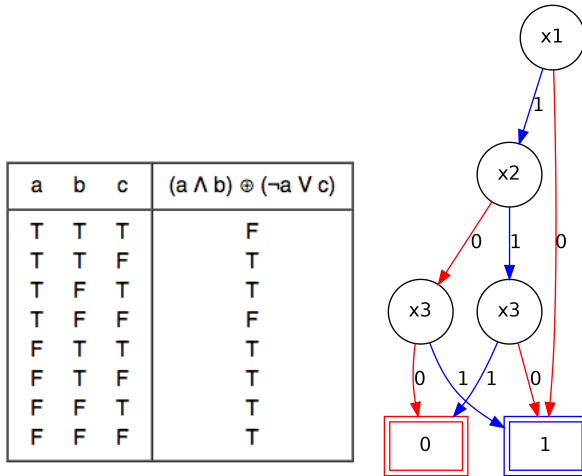 a b c (a Λ b) ⊕ (¬a V c)
T T T F
T T F T
T F T T
T F F F
F T T T
F T F T
F F T T
F F F T
x1
1
x2
0 1 0
x3 x3
0 1 1 0
0 1